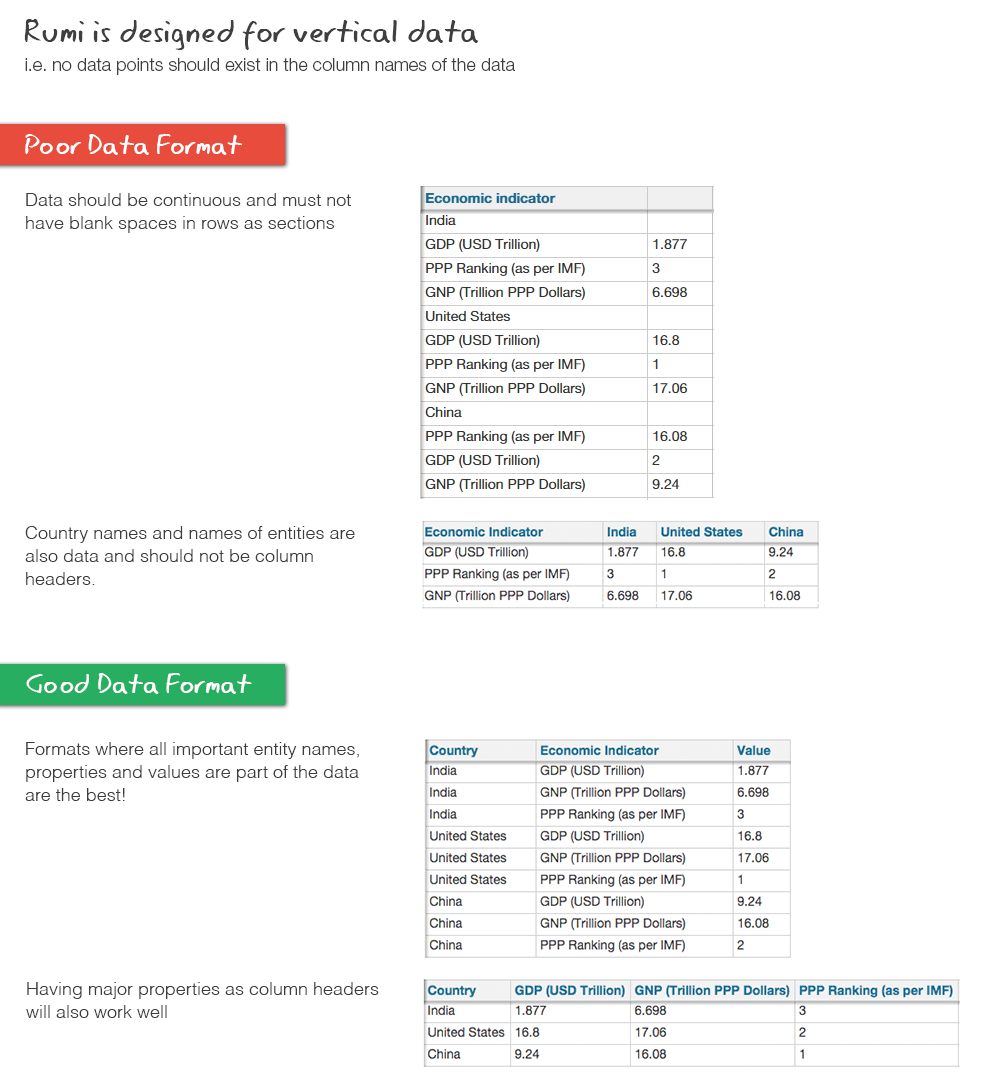 Rumi is designed for vertical data
i.e. no data points should exist in the column names of the data
Poor Data Format
Data should be continuous and must not
have blank spaces in rows as sections
Economic indicator
India
GDP (USD Trillion) 1.877
PPP Ranking (as per IMF) 3
GNP (Trillion PPP Dollars) 6.698
United States
GDP (USD Trillion) 16.8
PPP Ranking (as per IMF) 1
GNP (Trillion PPP Dollars) 17.06
China
PPP Ranking (as per IMF) 16.08
GDP (USD Trillion) 2
GNP (Trillion PPP Dollars) 9.24
Country names and names of entities are
also data and should not be column
headers.
Economic Indicator India United States China
GDP (USD Trillion) 1.877 16.8 9.24
PPP Ranking (as per IMF) 3 1 2
GNP (Trillion PPP Dollars) 6.698 17.06 16.08
Good Data Format
Formats where all important entity names,
properties and values are part of the data
are the best!
Country Economic Indicator Value
India GDP (USD Trillion) 1.877
India GNP (Trillion PPP Dollars) 6.698
India PPP Ranking (as per IMF) 3
United States GDP (USD Trillion) 16.8
United States GNP (Trillion PPP Dollars) 17.06
United States PPP Ranking (as per IMF) 1
China GDP (USD Trillion) 9.24
China GNP (Trillion PPP Dollars) 16.08
China PPP Ranking (as per IMF) 2
Having major properties as column headers
will also work well
Country GDP (USD Trillion) GNP (Trillion PPP Dollars) PPP Ranking (as per IMF)
India 1.877 6.698 3
United States 16.8 17.06 2
China 9.24 16.08 1